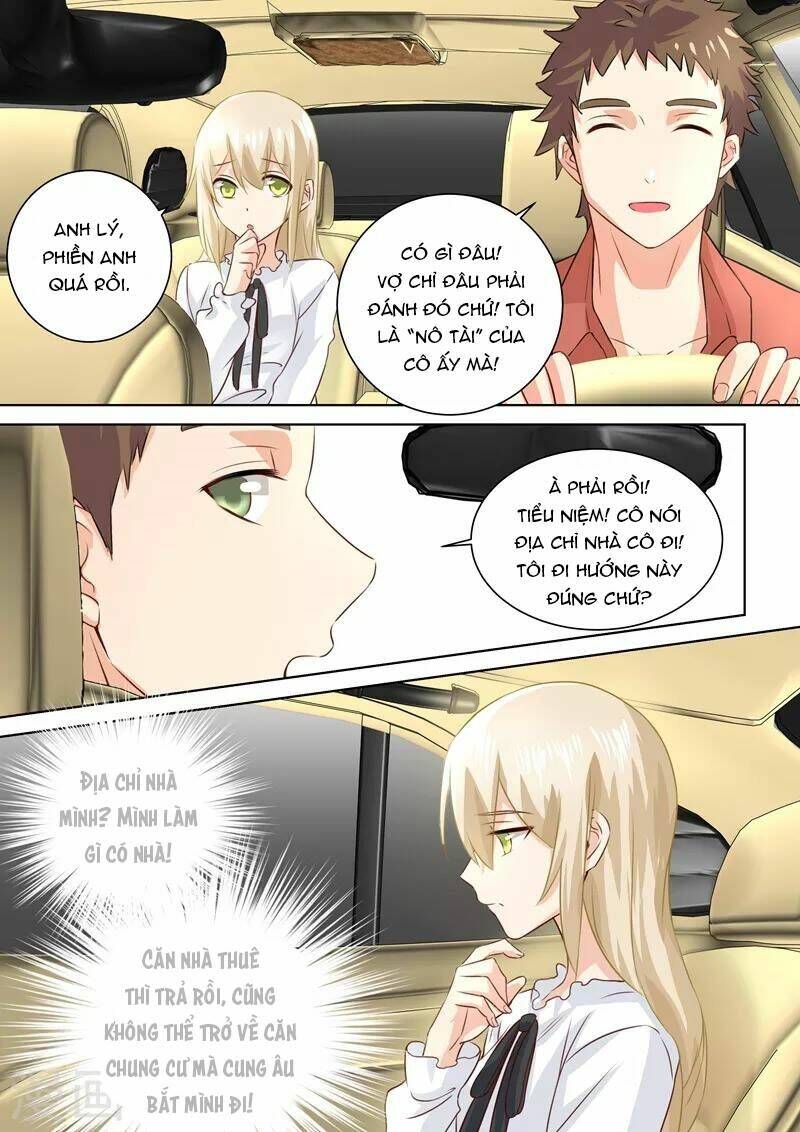 ANH LÝ,
PHIỀN ANH
QUÁ RỒI.
CÓ GÌ ĐÂU!
VỢ CHỈ ĐÂU PHẢI
ĐÁNH ĐÓ CHỨ! TÔI
LÀ “NÔ TÀI” CỦA
CÔ ẤY MÀ!
À PHẢI RỒI!
TIỂU NIỆM! CÔ NÓI
ĐỊA CHỈ NHÀ CÔ ĐI!
TÔI ĐI HƯỚNG NÀY
ĐÚNG CHỨ?
ĐỊA CHỈ NHÀ
MÌNH? MÌNH LÀM
GÌ CÓ NHÀ!
CĂN NHÀ THUÊ
THÌ TRẢ RỒI, CŨNG
KHÔNG THỂ TRỞ VỀ CĂN
CHUNG CƯ MÀ CUNG ÂU
BẮT MÌNH ĐI!